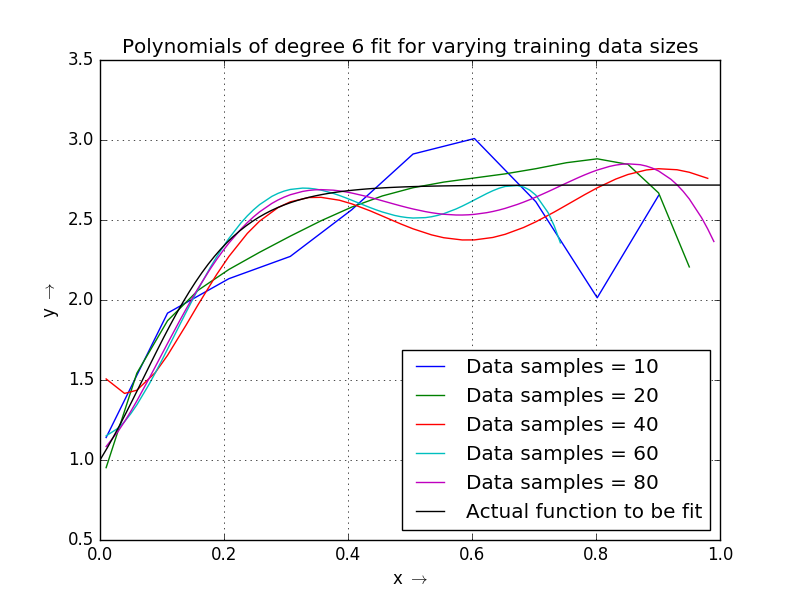 Polynomials of degree 6 fit for varying training data sizes
3.5
3.0
2.5
2.0
1.5
1.0
0.5
y →
0.0 0.2 0.4 0.6 0.8 1.0
x →
Data samples = 10
Data samples = 20
Data samples = 40
Data samples = 60
Data samples = 80
Actual function to be fit